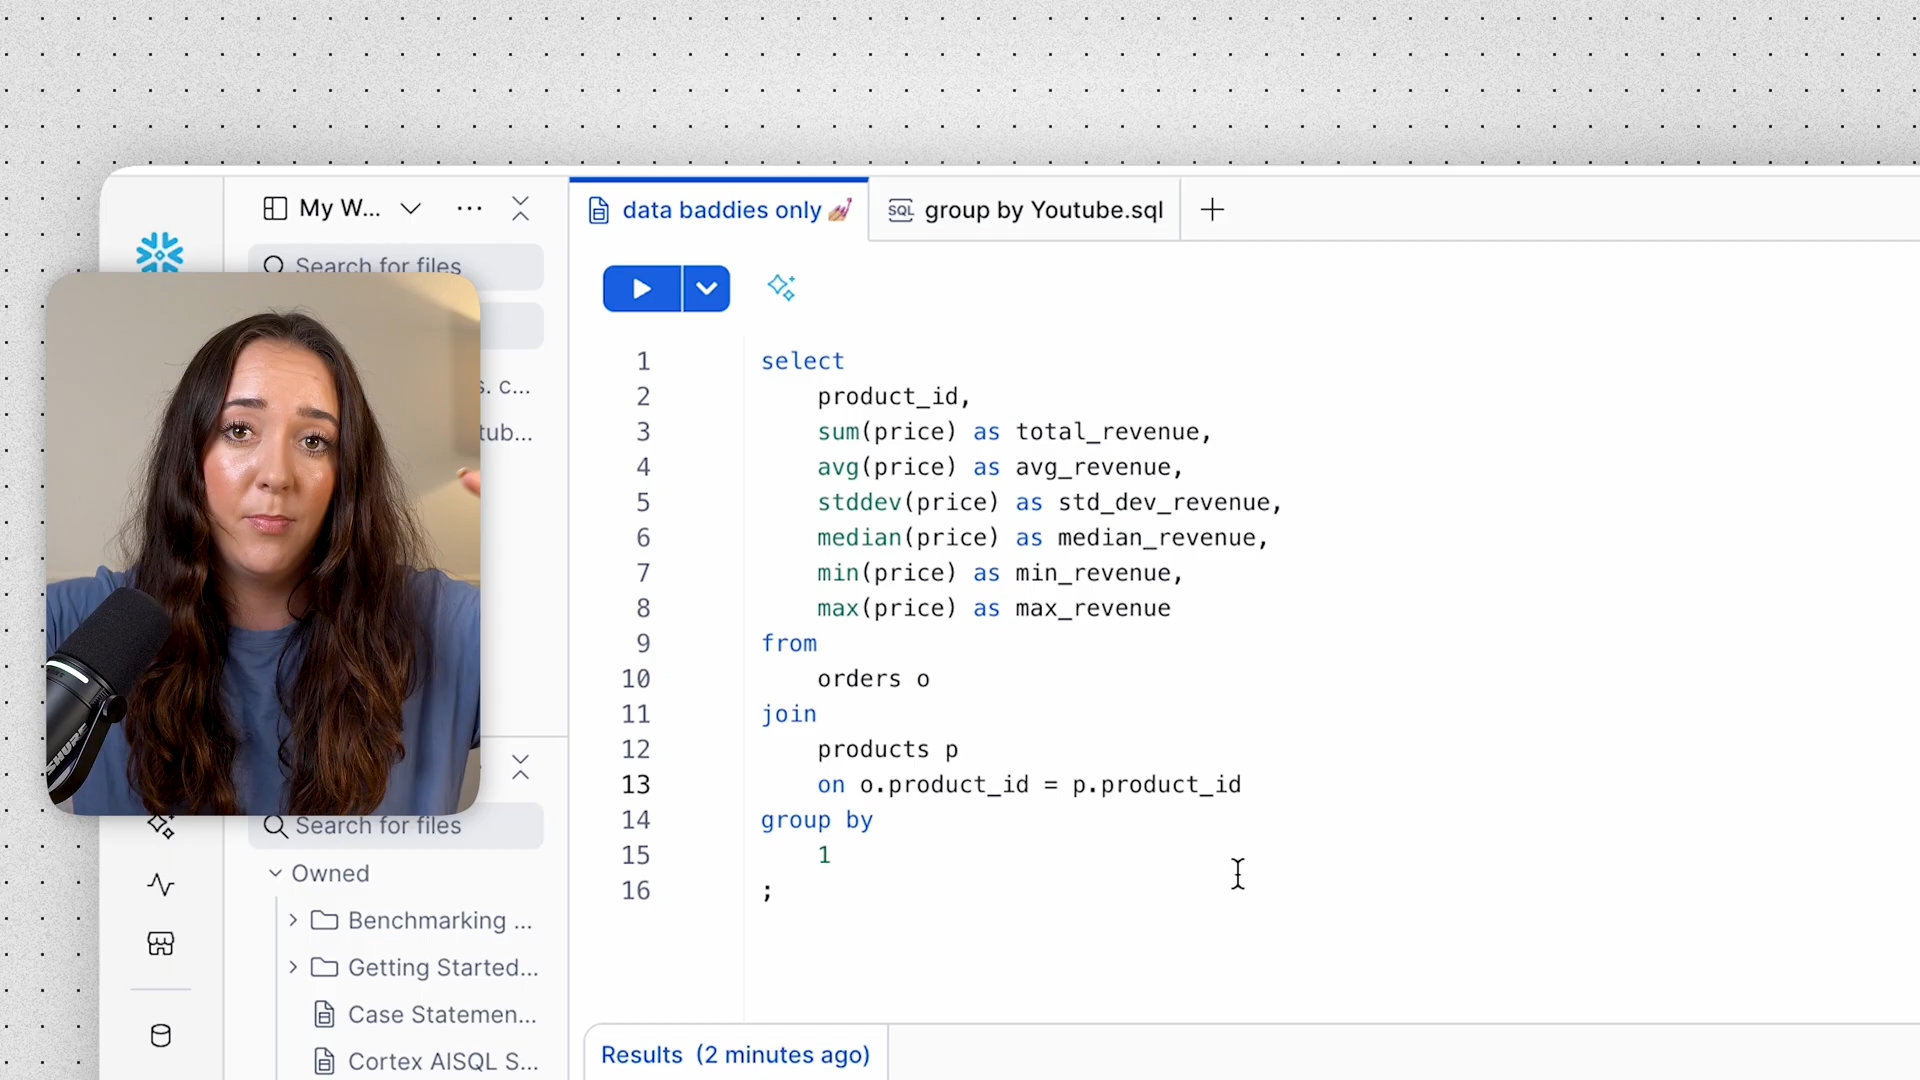 My W...
data baddies only 💅
SQL group by Youtube.sql
Search for files
s. c...
tub...
1 select
2 product_id,
3 sum(price) as total_revenue,
4 avg(price) as avg_revenue,
5 stddev(price) as std_dev_revenue,
6 median(price) as median_revenue,
7 min(price) as min_revenue,
8 max(price) as max_revenue
9 from
10 orders o
11 join
12 products p
13 on o.product_id = p.product_id
14 group by
15 1
16 ;
SHURE
Search for files
Owned
Benchmarking ...
Getting Started...
Case Statemen...
Cortex AISQL S...
Results (2 minutes ago)